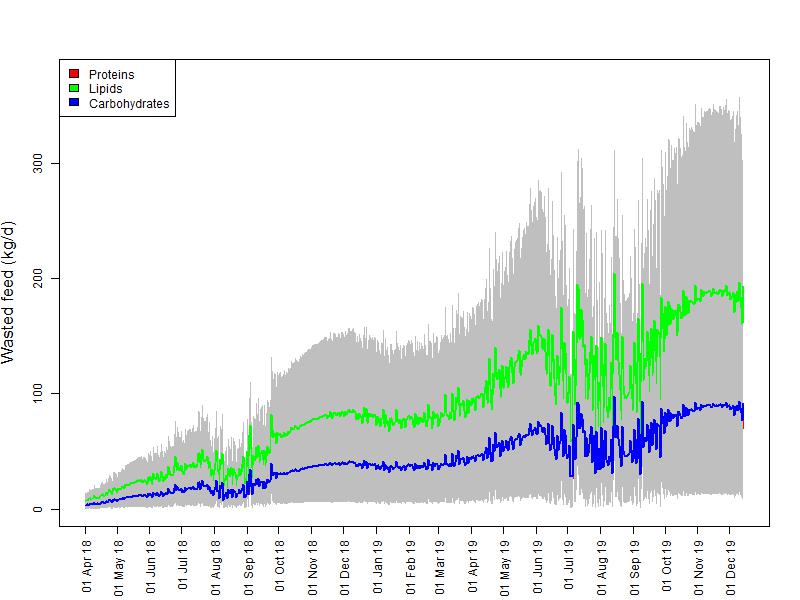 Proteins
Lipids
Carbohydrates
Wasted feed (kg/d)
300
200
100
0
01 Apr 18
01 May 18
01 Jun 18
01 Jul 18
01 Aug 18
01 Sep 18
01 Oct 18
01 Nov 18
01 Dec 18
01 Jan 19
01 Feb 19
01 Mar 19
01 Apr 19
01 May 19
01 Jun 19
01 Jul 19
01 Aug 19
01 Sep 19
01 Oct 19
01 Nov 19
01 Dec 19